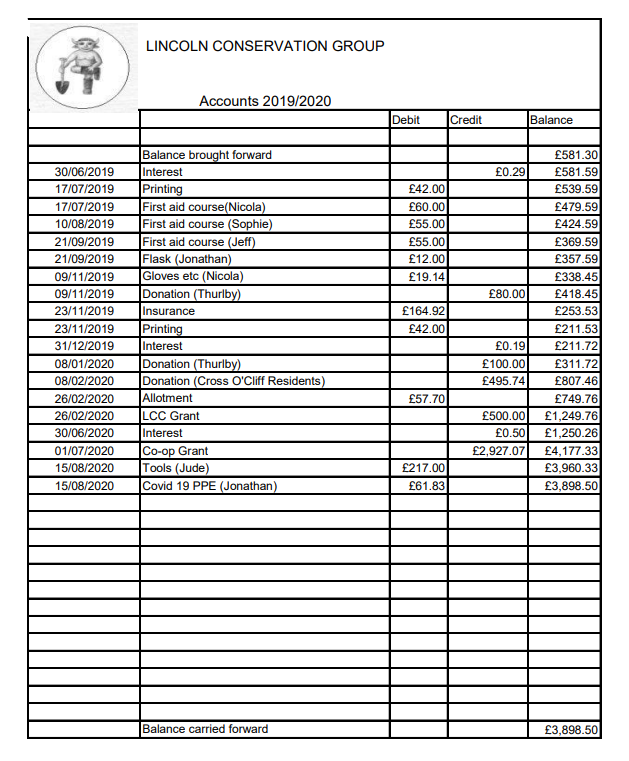 LINCOLN CONSERVATION GROUP
Accounts 2019/2020
Debit Credit Balance
Balance brought forward £581.30
30/06/2019 Interest £0.29 £581.59
17/07/2019 Printing £42.00 £539.59
17/07/2019 First aid course(Nicola) £60.00 £479.59
10/08/2019 First aid course (Sophie) £55.00 £424.59
21/09/2019 First aid course (Jeff) £55.00 £369.59
21/09/2019 Flask (Jonathan) £12.00 £357.59
09/11/2019 Gloves etc (Nicola) £19.14 £338.45
09/11/2019 Donation (Thurlby) £80.00 £418.45
23/11/2019 Insurance £164.92 £253.53
23/11/2019 Printing £42.00 £211.53
31/12/2019 Interest £0.19 £211.72
08/01/2020 Donation (Thurlby) £100.00 £311.72
08/02/2020 Donation (Cross O'Cliff Residents) £495.74 £807.46
26/02/2020 Allotment £57.70 £749.76
26/02/2020 LCC Grant £500.00 £1,249.76
30/06/2020 Interest £0.50 £1,250.26
01/07/2020 Co-op Grant £2,927.07 £4,177.33
15/08/2020 Tools (Jude) £217.00 £3,960.33
15/08/2020 Covid 19 PPE (Jonathan) £61.83 £3,898.50
Balance carried forward £3,898.50